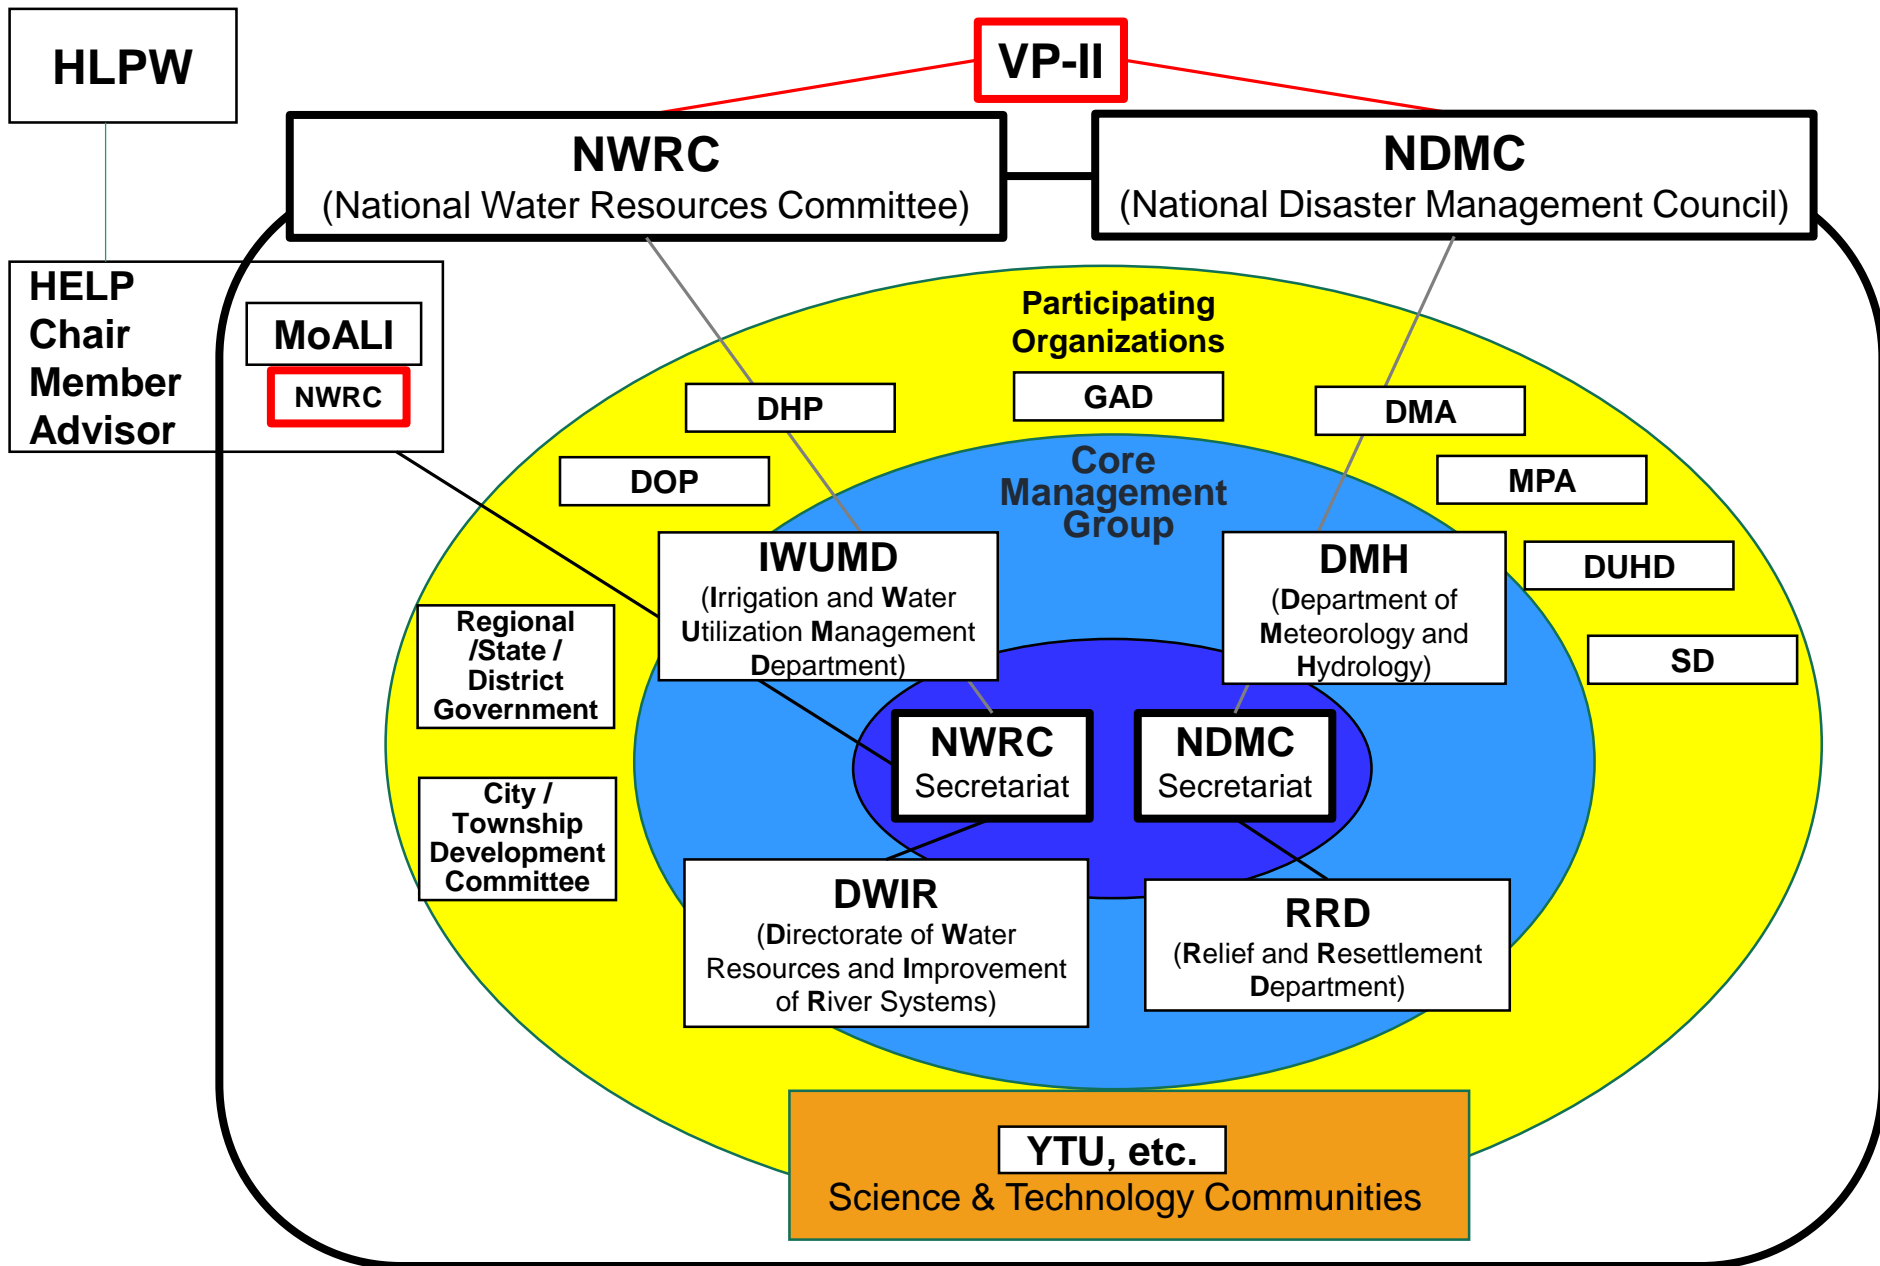 HLPW
VP-II
NWRC
(National Water Resources Committee)
NDMC
(National Disaster Management Council)
HELP
Chair
Member
Advisor
MoALI
NWRC
Participating
Organizations
DHP
GAD
DMA
DOP
MPA
DUHD
SD
Core
Management
Group
IWUMD
(Irrigation and Water
Utilization Management
Department)
DMH
(Department of
Meteorology and
Hydrology)
Regional
/State /
District
Government
City /
Township
Development
Committee
NWRC
Secretariat
NDMC
Secretariat
DWIR
(Directorate of Water
Resources and Improvement
of River Systems)
RRD
(Relief and Resettlement
Department)
YTU, etc.
Science & Technology Communities